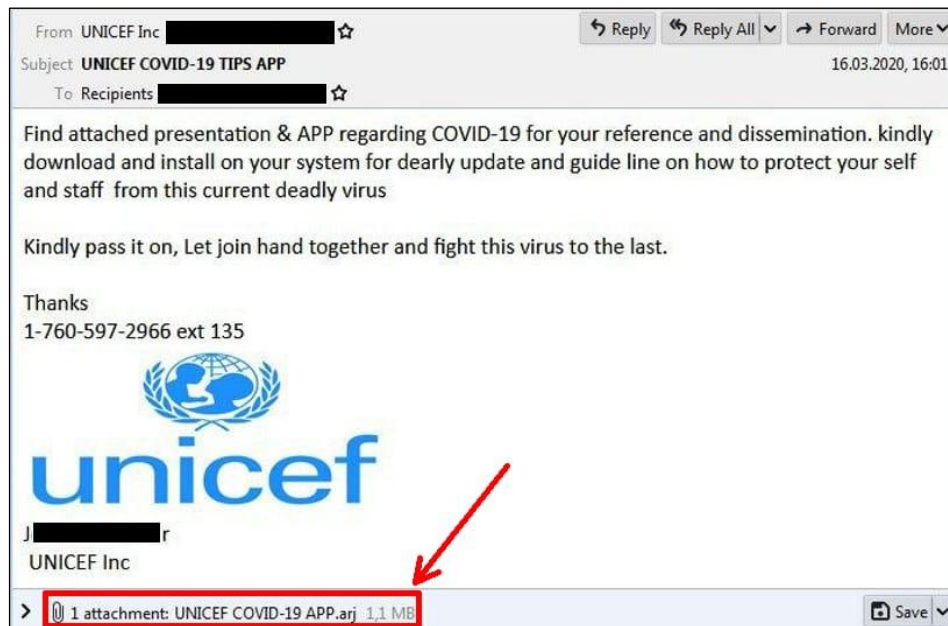 From UNICEF Inc
Reply Reply All Forward More
Subject UNICEF COVID-19 TIPS APP 16.03.2020, 16:01
To Recipients
Find attached presentation & APP regarding COVID-19 for your reference and dissemination. kindly
download and install on your system for dearly update and guide line on how to protect your self
and staff from this current deadly virus
Kindly pass it on, Let join hand together and fight this virus to the last.
Thanks
1-760-597-2966 ext 135
unicef
J r
UNICEF Inc
1 attachment: UNICEF COVID-19 APP.arj 1,1 MB
Save